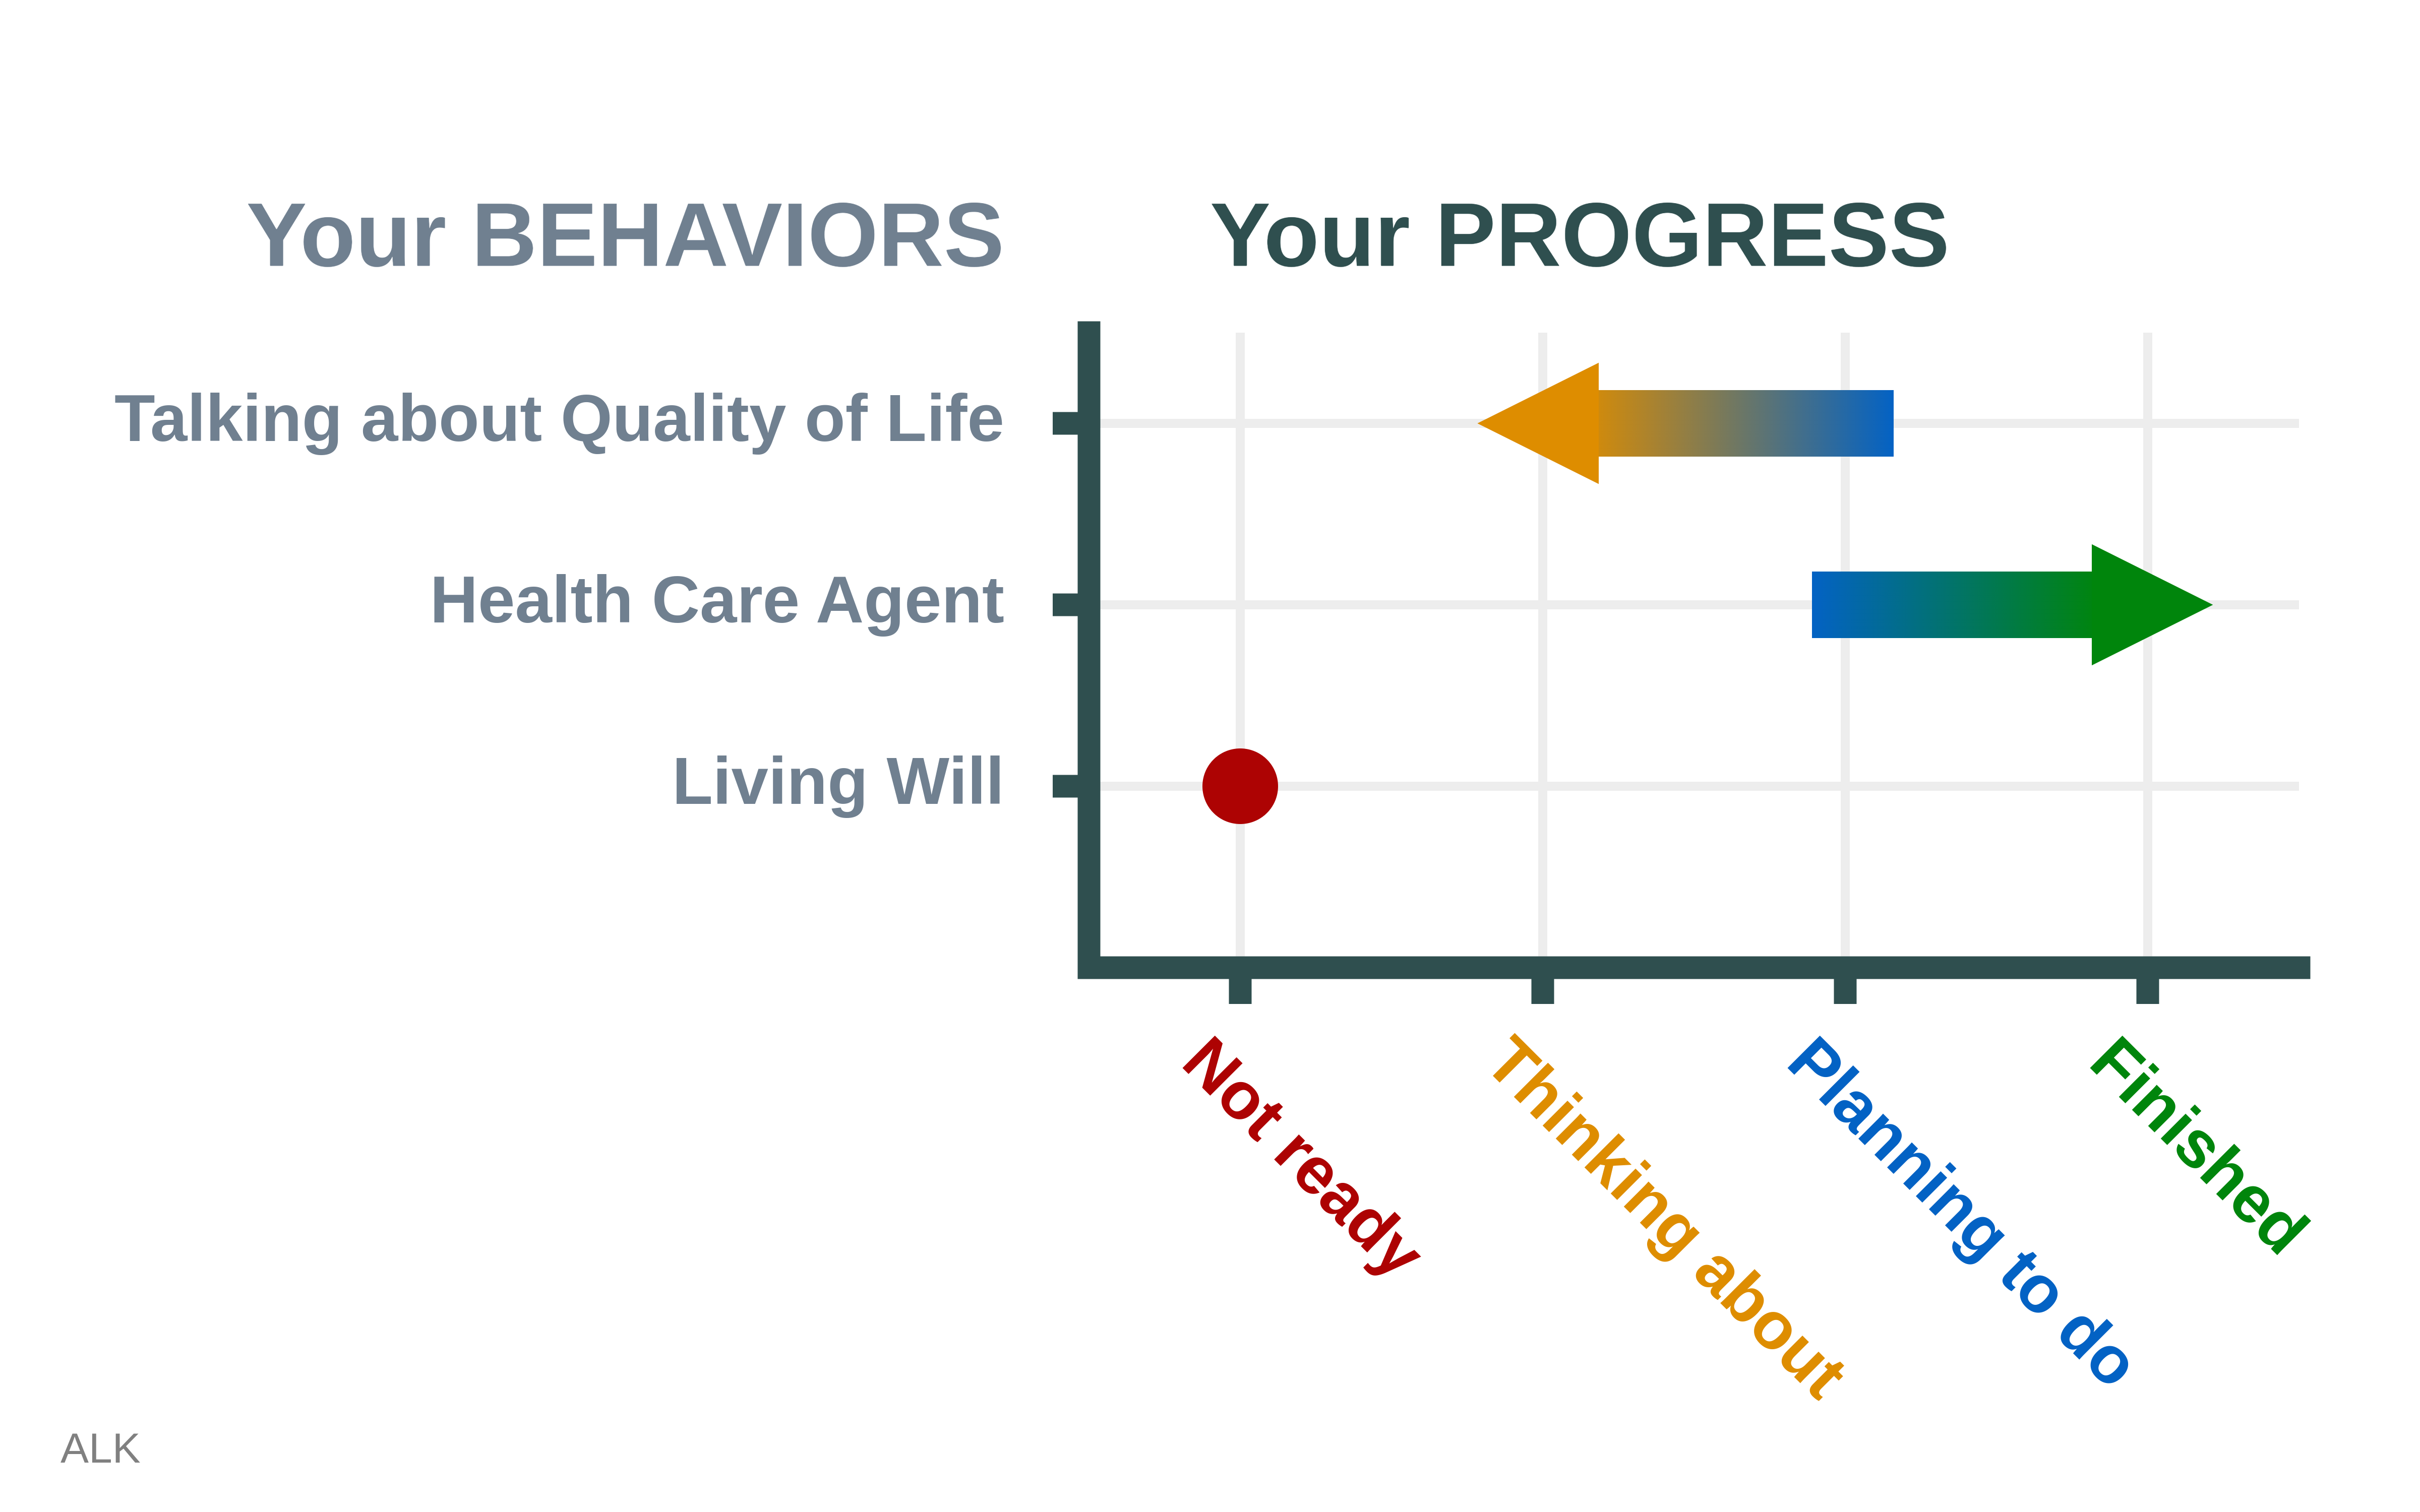 Your BEHAVIORS
Your PROGRESS
Talking about Quality of Life
Health Care Agent
Living Will
Not ready
Thinking about
Planning to do
Finished
ALK